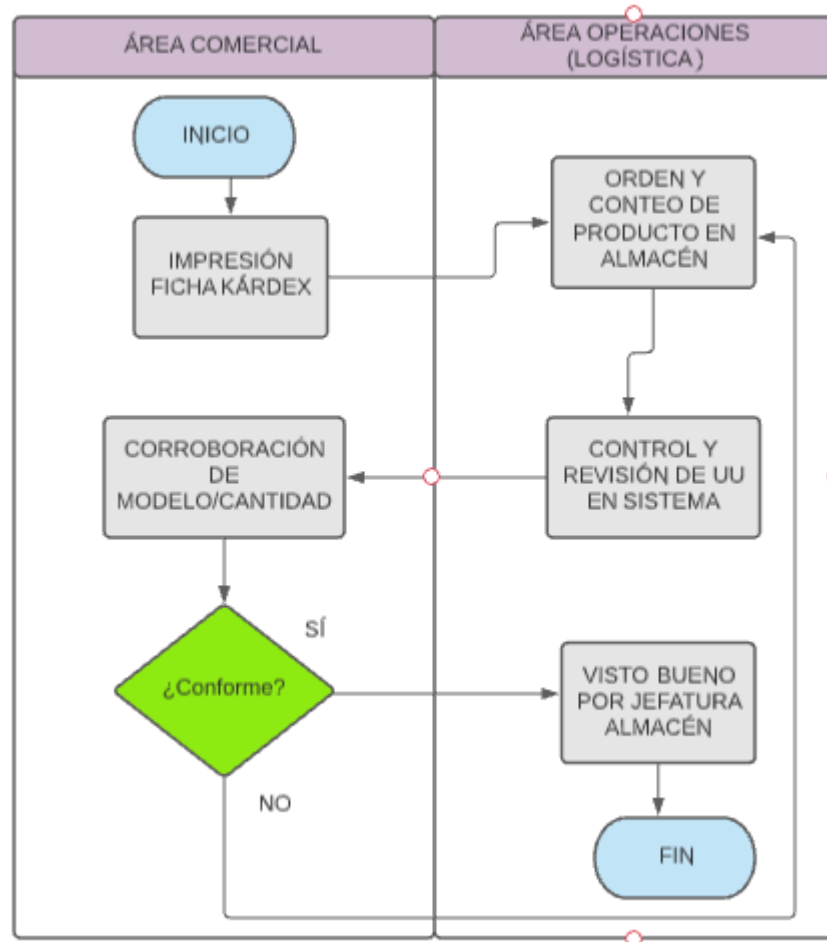 ÁREA COMERCIAL
ÁREA OPERACIONES
(LOGÍSTICA)
INICIO
IMPRESIÓN
FICHA KÁRDEX
ORDEN Y
CONTEO DE
PRODUCTO EN
ALMACÉN
CONTROL Y
REVISIÓN DE UU
EN SISTEMA
CORROBORACIÓN
DE
MODELO/CANTIDAD
¿Conforme?
SÍ
NO
VISTO BUENO
POR JEFATURA
ALMACÉN
FIN